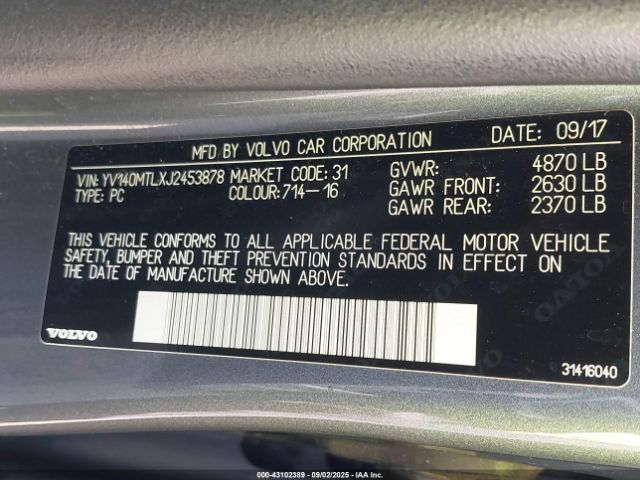 MFD BY VOLVO CAR CORPORATION DATE: 09/17
VIN: YV140MTLXJ2453878 MARKET CODE: 31 GVWR: 4870 LB
TYPE: PC COLOUR: 714-16 GAWR FRONT: 2630 LB
GAWR REAR: 2370 LB
THIS VEHICLE CONFORMS TO ALL APPLICABLE FEDERAL MOTOR VEHICLE
SAFETY, BUMPER AND THEFT PREVENTION STANDARDS IN EFFECT ON
THE DATE OF MANUFACTURE SHOWN ABOVE.
VOLVO
31416040
000-43102389 - 09/02/2025 - IAAI.COM